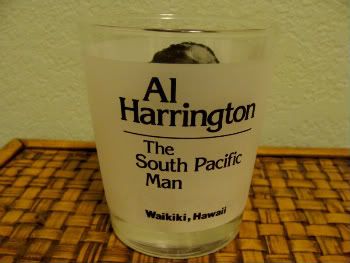 Al
Harrington
The
South Pacific
Man
Waikiki, Hawaii